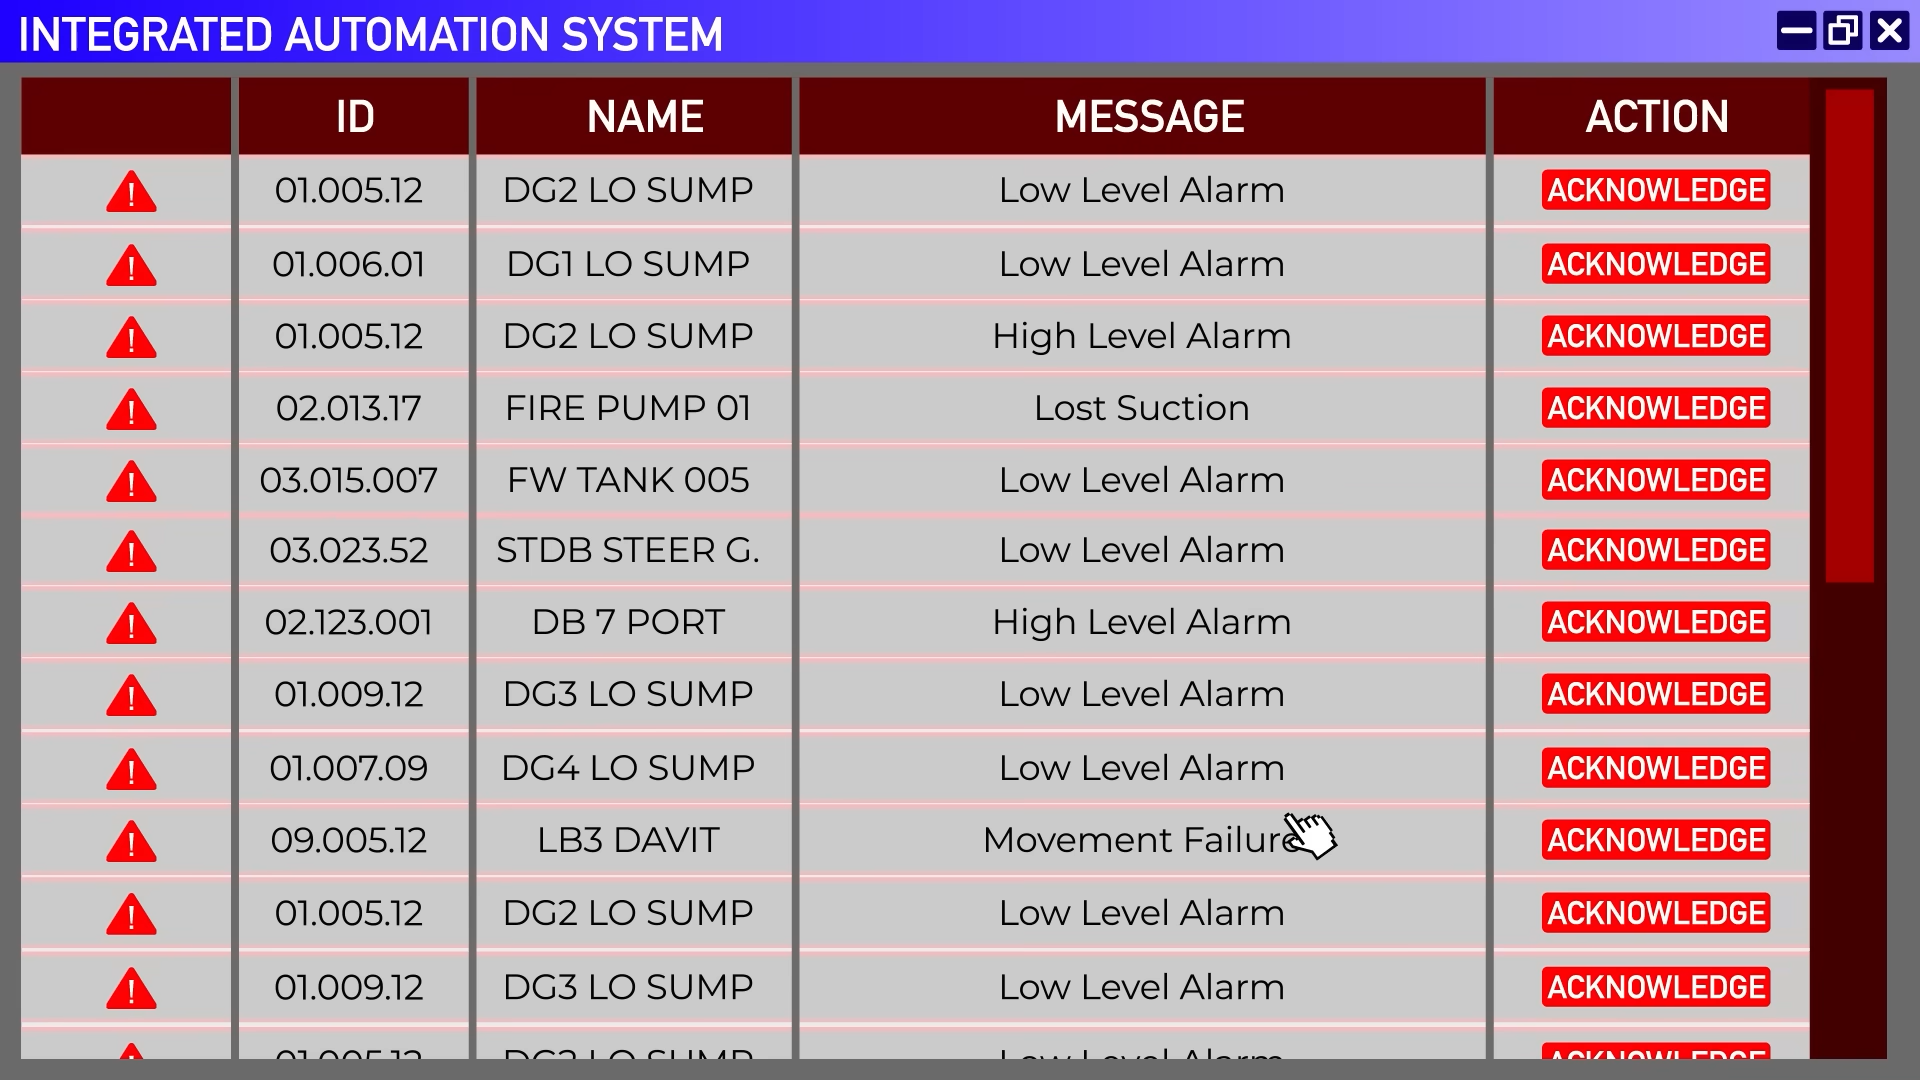 INTEGRATED AUTOMATION SYSTEM
ID NAME MESSAGE ACTION
01.005.12 DG2 LO SUMP Low Level Alarm ACKNOWLEDGE
01.006.01 DG1 LO SUMP Low Level Alarm ACKNOWLEDGE
01.005.12 DG2 LO SUMP High Level Alarm ACKNOWLEDGE
02.013.17 FIRE PUMP 01 Lost Suction ACKNOWLEDGE
03.015.007 FW TANK 005 Low Level Alarm ACKNOWLEDGE
03.023.52 STDB STEER G. Low Level Alarm ACKNOWLEDGE
02.123.001 DB 7 PORT High Level Alarm ACKNOWLEDGE
01.009.12 DG3 LO SUMP Low Level Alarm ACKNOWLEDGE
01.007.09 DG4 LO SUMP Low Level Alarm ACKNOWLEDGE
09.005.12 LB3 DAVIT Movement Failure ACKNOWLEDGE
01.005.12 DG2 LO SUMP Low Level Alarm ACKNOWLEDGE
01.009.12 DG3 LO SUMP Low Level Alarm ACKNOWLEDGE
LO SUMP Low Level Alarm ACKNOWLEDGE